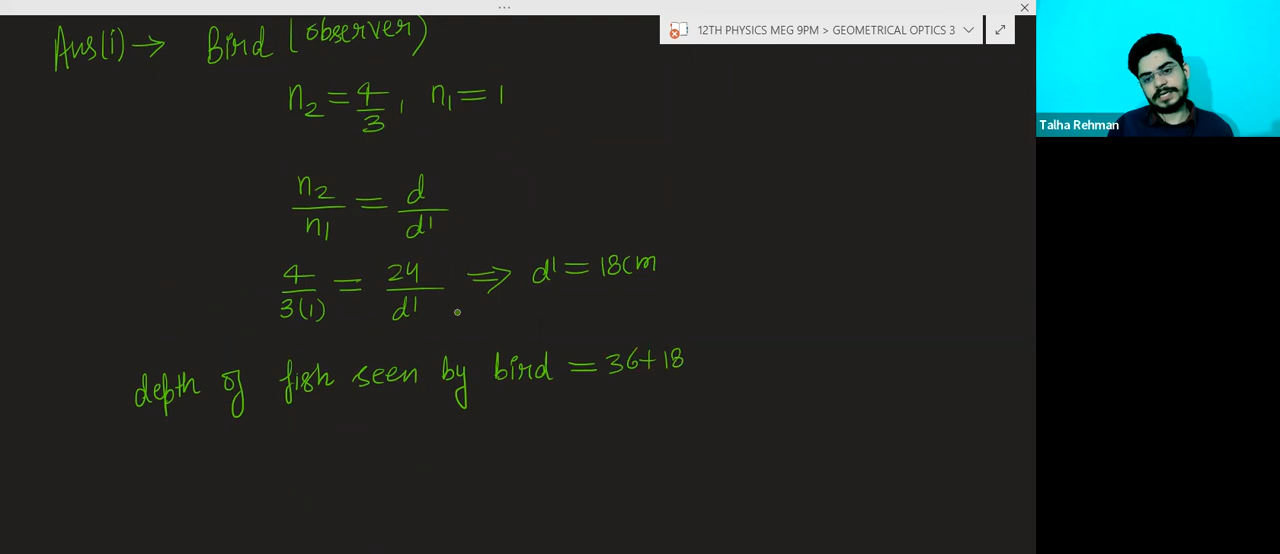 Ans(i) → Bird (observer)
12TH PHYSICS MEG 9PM > GEOMETRICAL OPTICS 3
n₂ = 4/3, n₁ = 1
Talha Rehman
n₂/n₁ = d/d'
4/3(1) = 24/d' ⇒ d' = 18cm
depth of fish seen by bird = 36+18